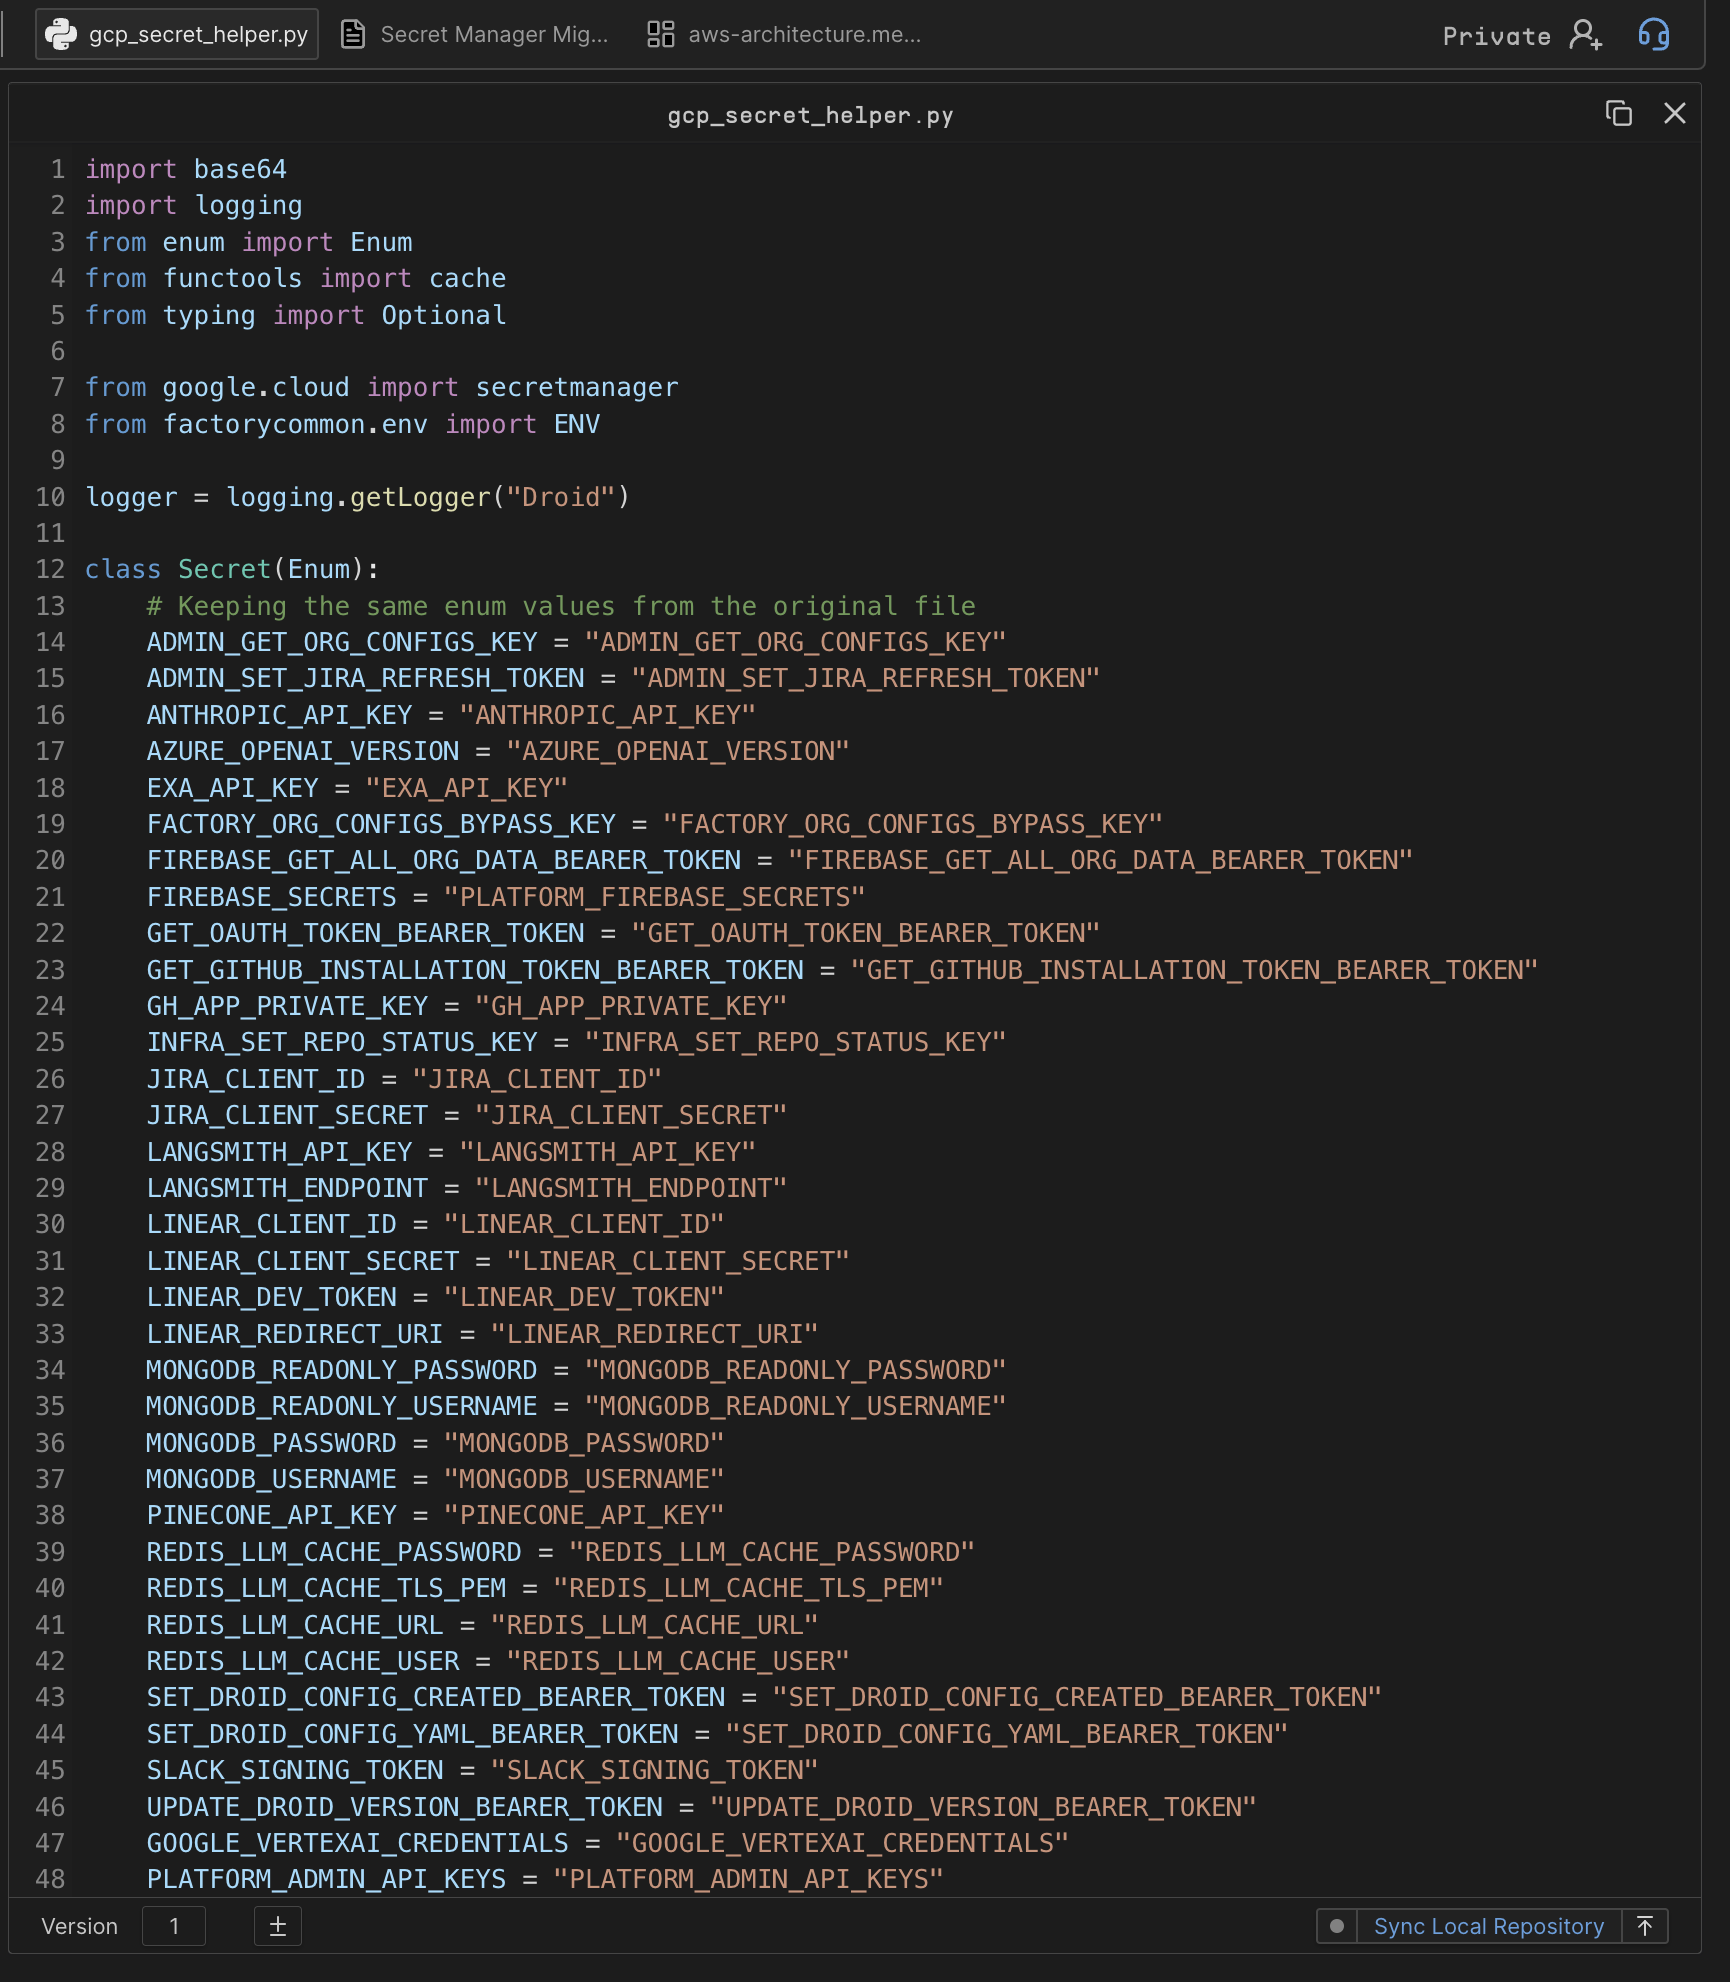 gcp_secret_helper.py
Secret Manager Mig...
aws-architecture.me...
Private
gcp_secret_helper.py
1 import base64
2 import logging
3 from enum import Enum
4 from functools import cache
5 from typing import Optional
6
7 from google.cloud import secretmanager
8 from factorycommon.env import ENV
9
10 logger = logging.getLogger("Droid")
11
12 class Secret(Enum):
13     # Keeping the same enum values from the original file
14     ADMIN_GET_ORG_CONFIGS_KEY = "ADMIN_GET_ORG_CONFIGS_KEY"
15     ADMIN_SET_JIRA_REFRESH_TOKEN = "ADMIN_SET_JIRA_REFRESH_TOKEN"
16     ANTHROPIC_API_KEY = "ANTHROPIC_API_KEY"
17     AZURE_OPENAI_VERSION = "AZURE_OPENAI_VERSION"
18     EXA_API_KEY = "EXA_API_KEY"
19     FACTORY_ORG_CONFIGS_BYPASS_KEY = "FACTORY_ORG_CONFIGS_BYPASS_KEY"
20     FIREBASE_GET_ALL_ORG_DATA_BEARER_TOKEN = "FIREBASE_GET_ALL_ORG_DATA_BEARER_TOKEN"
21     FIREBASE_SECRETS = "PLATFORM_FIREBASE_SECRETS"
22     GET_OAUTH_TOKEN_BEARER_TOKEN = "GET_OAUTH_TOKEN_BEARER_TOKEN"
23     GET_GITHUB_INSTALLATION_TOKEN_BEARER_TOKEN = "GET_GITHUB_INSTALLATION_TOKEN_BEARER_TOKEN"
24     GH_APP_PRIVATE_KEY = "GH_APP_PRIVATE_KEY"
25     INFRA_SET_REPO_STATUS_KEY = "INFRA_SET_REPO_STATUS_KEY"
26     JIRA_CLIENT_ID = "JIRA_CLIENT_ID"
27     JIRA_CLIENT_SECRET = "JIRA_CLIENT_SECRET"
28     LANGSMITH_API_KEY = "LANGSMITH_API_KEY"
29     LANGSMITH_ENDPOINT = "LANGSMITH_ENDPOINT"
30     LINEAR_CLIENT_ID = "LINEAR_CLIENT_ID"
31     LINEAR_CLIENT_SECRET = "LINEAR_CLIENT_SECRET"
32     LINEAR_DEV_TOKEN = "LINEAR_DEV_TOKEN"
33     LINEAR_REDIRECT_URI = "LINEAR_REDIRECT_URI"
34     MONGODB_READONLY_PASSWORD = "MONGODB_READONLY_PASSWORD"
35     MONGODB_READONLY_USERNAME = "MONGODB_READONLY_USERNAME"
36     MONGODB_PASSWORD = "MONGODB_PASSWORD"
37     MONGODB_USERNAME = "MONGODB_USERNAME"
38     PINECONE_API_KEY = "PINECONE_API_KEY"
39     REDIS_LLM_CACHE_PASSWORD = "REDIS_LLM_CACHE_PASSWORD"
40     REDIS_LLM_CACHE_TLS_PEM = "REDIS_LLM_CACHE_TLS_PEM"
41     REDIS_LLM_CACHE_URL = "REDIS_LLM_CACHE_URL"
42     REDIS_LLM_CACHE_USER = "REDIS_LLM_CACHE_USER"
43     SET_DROID_CONFIG_CREATED_BEARER_TOKEN = "SET_DROID_CONFIG_CREATED_BEARER_TOKEN"
44     SET_DROID_CONFIG_YAML_BEARER_TOKEN = "SET_DROID_CONFIG_YAML_BEARER_TOKEN"
45     SLACK_SIGNING_TOKEN = "SLACK_SIGNING_TOKEN"
46     UPDATE_DROID_VERSION_BEARER_TOKEN = "UPDATE_DROID_VERSION_BEARER_TOKEN"
47     GOOGLE_VERTEXAI_CREDENTIALS = "GOOGLE_VERTEXAI_CREDENTIALS"
48     PLATFORM_ADMIN_API_KEYS = "PLATFORM_ADMIN_API_KEYS"
Version 1 ±
Sync Local Repository